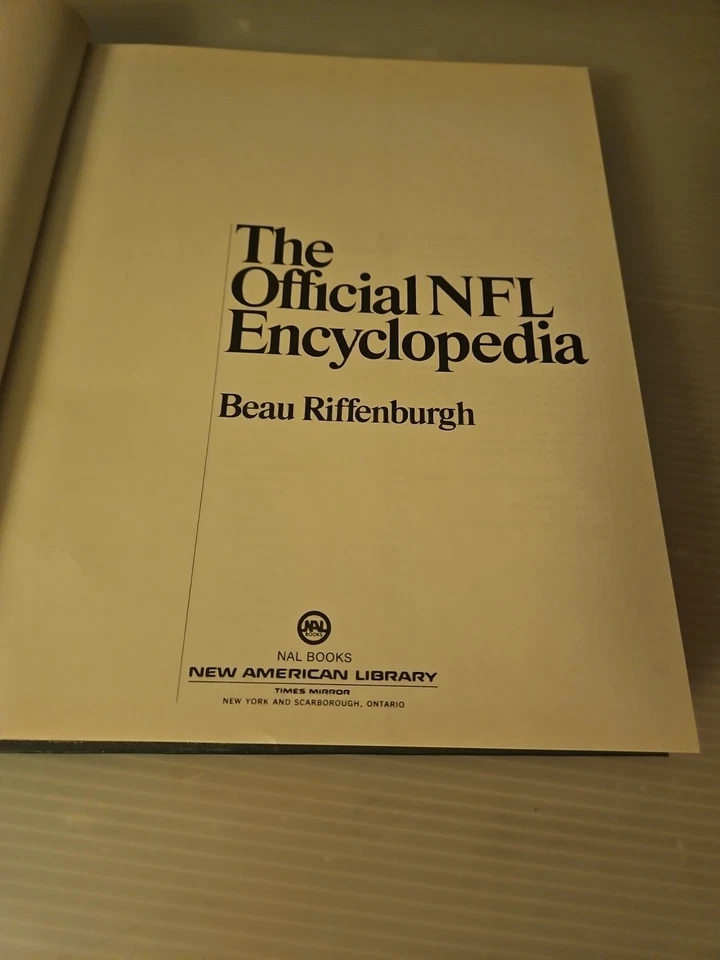 The
Official NFL
Encyclopedia
Beau Riffenburgh
NAL
BOOKS
NAL BOOKS
NEW AMERICAN LIBRARY
TIMES MIRROR
NEW YORK AND SCARBOROUGH, ONTARIO